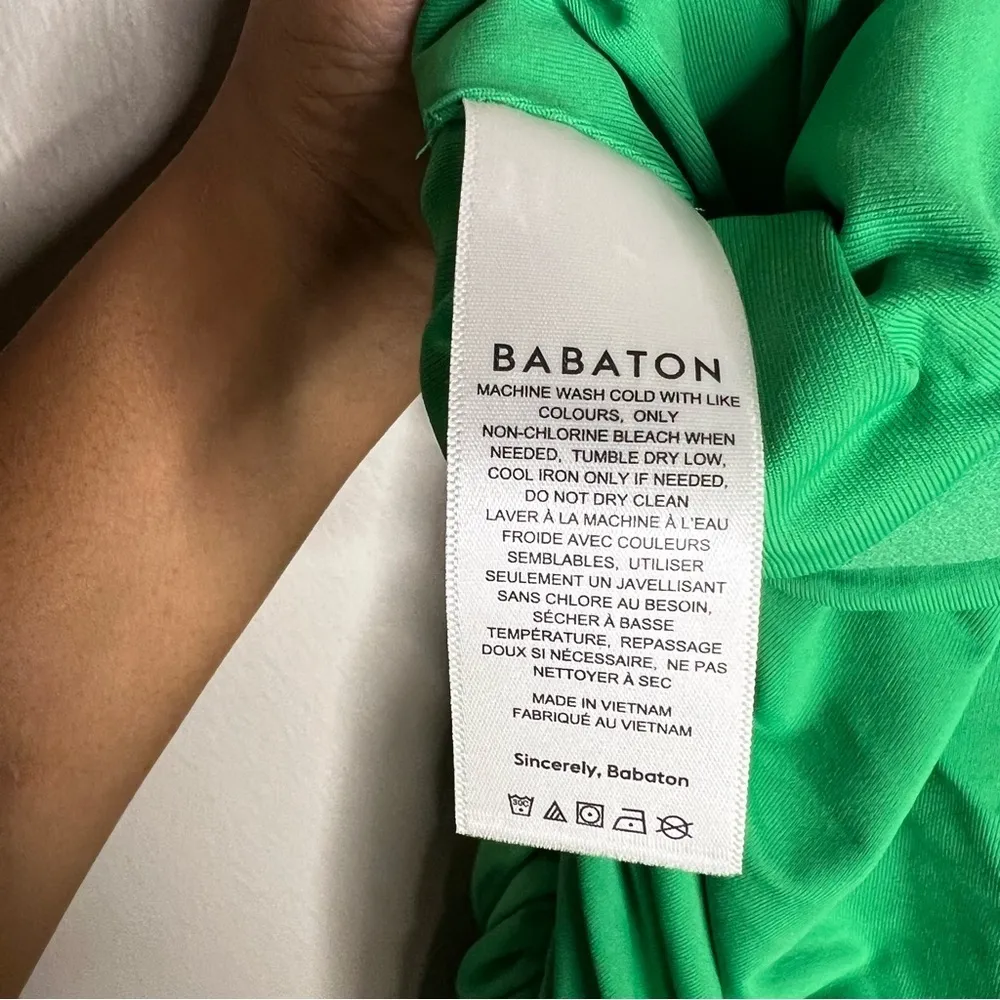 BABATON
MACHINE WASH COLD WITH LIKE
COLOURS, ONLY
NON-CHLORINE BLEACH WHEN
NEEDED, TUMBLE DRY LOW,
COOL IRON ONLY IF NEEDED,
DO NOT DRY CLEAN
LAVER À LA MACHINE À L'EAU
FROIDE AVEC COULEURS
SEMBLABLES, UTILISER
SEULEMENT UN JAVELLISANT
SANS CHLORE AU BESOIN,
SÉCHER À BASSE
TEMPÉRATURE, REPASSAGE
DOUX SI NÉCESSAIRE, NE PAS
NETTOYER À SEC
MADE IN VIETNAM
FABRIQUÉ AU VIETNAM
Sincerely, Babaton
30C